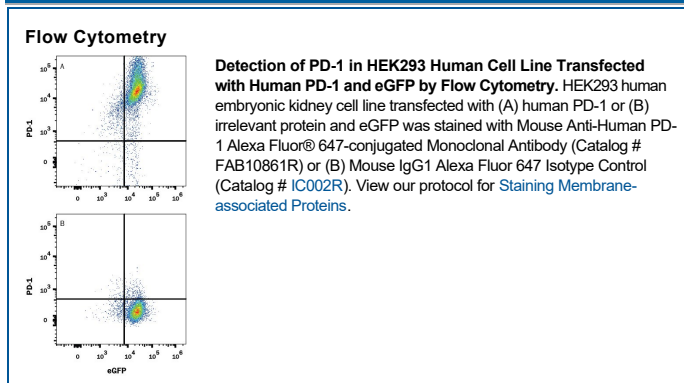 Flow Cytometry
Detection of PD-1 in HEK293 Human Cell Line Transfected
with Human PD-1 and eGFP by Flow Cytometry. HEK293 human
embryonic kidney cell line transfected with (A) human PD-1 or (B)
irrelevant protein and eGFP was stained with Mouse Anti-Human PD-
1 Alexa Fluor® 647-conjugated Monoclonal Antibody (Catalog #
FAB10861R) or (B) Mouse IgG1 Alexa Fluor 647 Isotype Control
(Catalog # IC002R). View our protocol for Staining Membrane-
associated Proteins.
A
PD-1
10⁵
10⁴
10³
0
0 10³ 10⁴ 10⁵ 10⁶
B
PD-1
10⁵
10⁴
10³
0
0 10³ 10⁴ 10⁵ 10⁶
eGFP